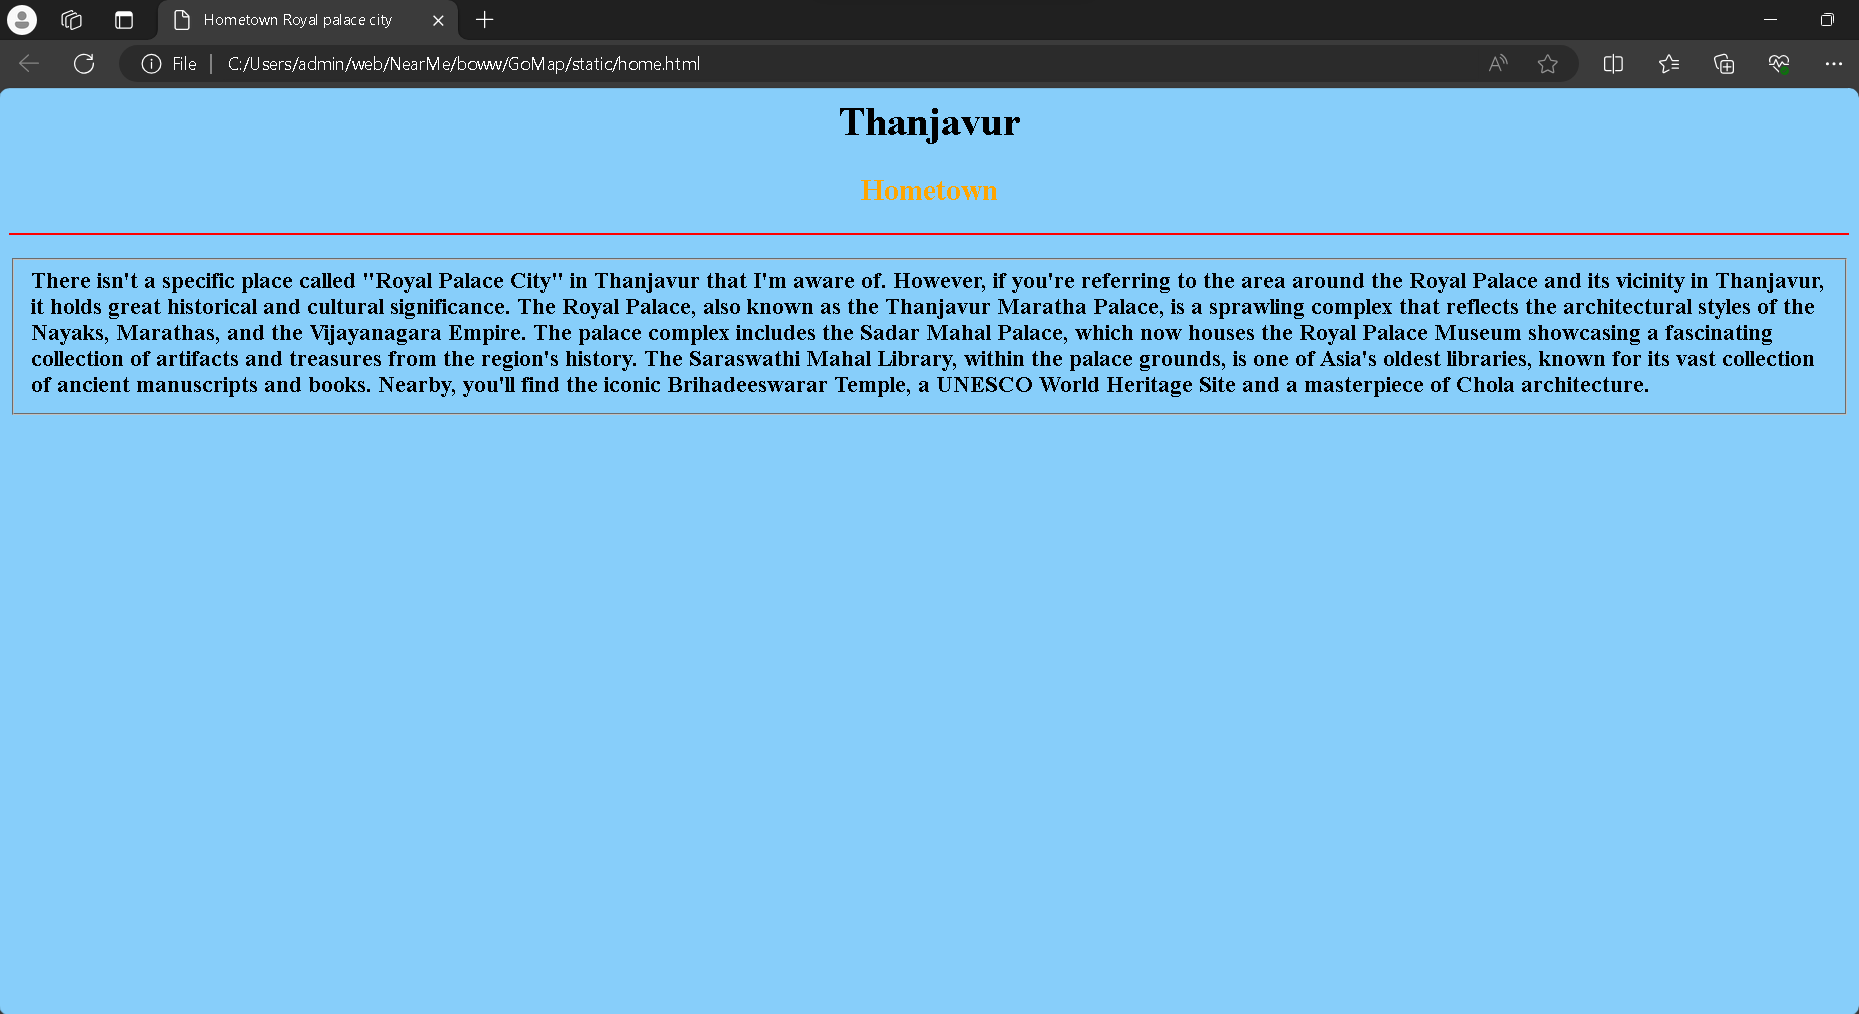 Hometown Royal palace city
File | C:/Users/admin/web/NearMe/boww/GoMap/static/home.html
Thanjavur
Hometown
There isn't a specific place called "Royal Palace City" in Thanjavur that I'm aware of. However, if you're referring to the area around the Royal Palace and its vicinity in Thanjavur,
it holds great historical and cultural significance. The Royal Palace, also known as the Thanjavur Maratha Palace, is a sprawling complex that reflects the architectural styles of the
Nayaks, Marathas, and the Vijayanagara Empire. The palace complex includes the Sadar Mahal Palace, which now houses the Royal Palace Museum showcasing a fascinating
collection of artifacts and treasures from the region's history. The Saraswathi Mahal Library, within the palace grounds, is one of Asia's oldest libraries, known for its vast collection
of ancient manuscripts and books. Nearby, you'll find the iconic Brihadeeswarar Temple, a UNESCO World Heritage Site and a masterpiece of Chola architecture.